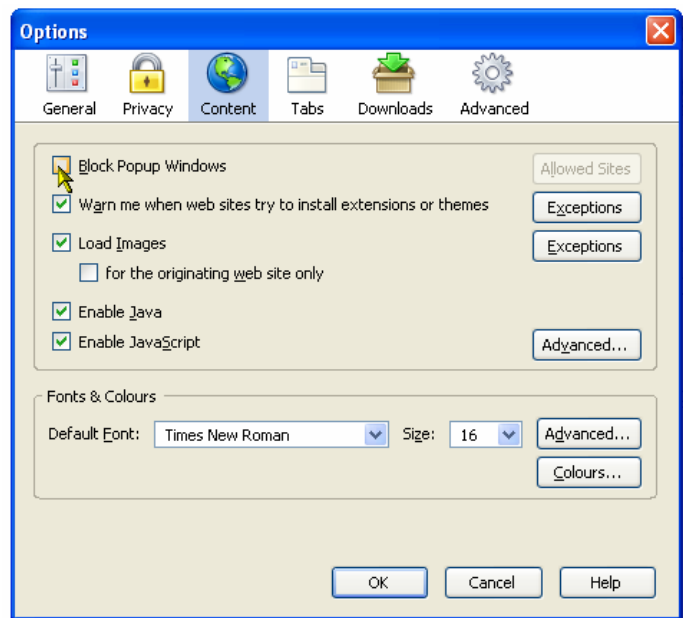 Options
General Privacy Content Tabs Downloads Advanced
Block Popup Windows Allowed Sites
Warn me when web sites try to install extensions or themes Exceptions
Load Images Exceptions
for the originating web site only
Enable Java
Enable JavaScript Advanced...
Fonts & Colours
Default Font: Times New Roman Size: 16 Advanced...
Colours...
OK Cancel Help